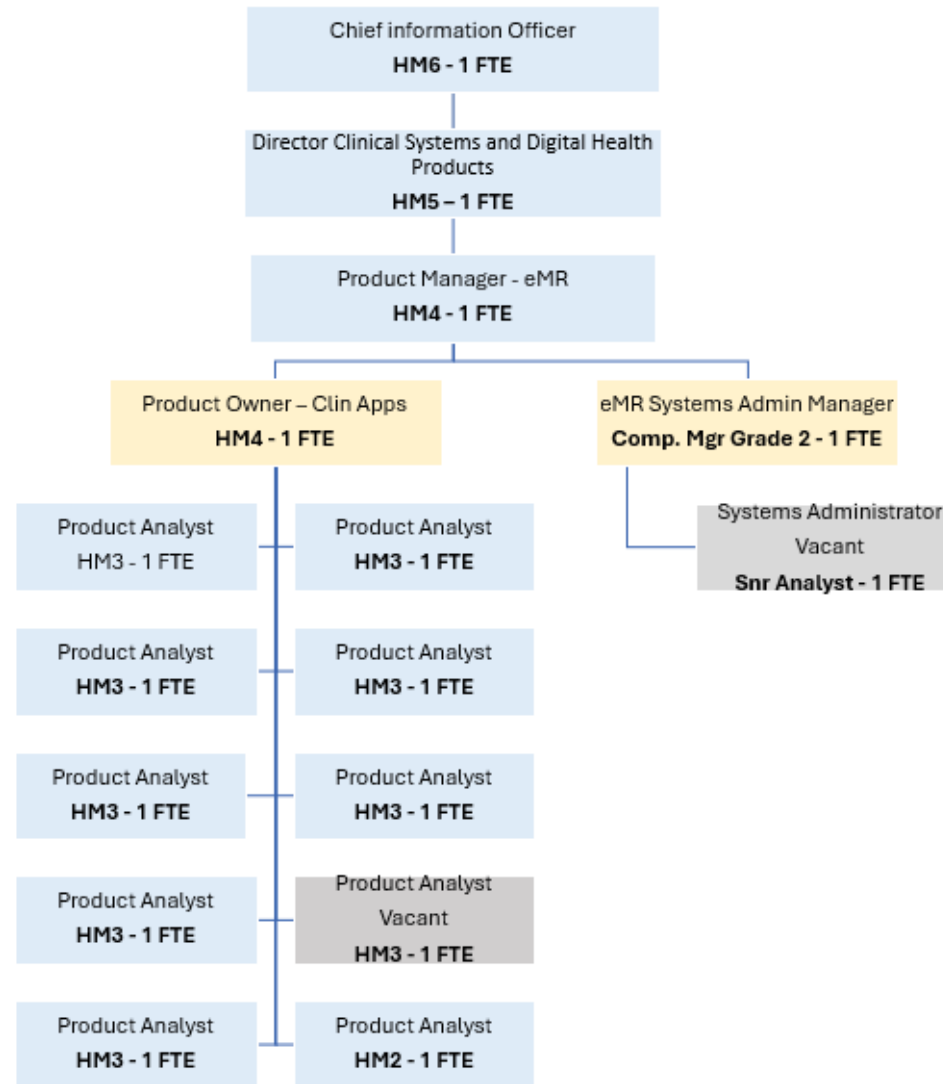 Chief information Officer
HM6 - 1 FTE
Director Clinical Systems and Digital Health
Products
HM5 – 1 FTE
Product Manager - eMR
HM4 - 1 FTE
Product Owner – Clin Apps
HM4 - 1 FTE
eMR Systems Admin Manager
Comp. Mgr Grade 2 - 1 FTE
Systems Administrator
Vacant
Snr Analyst - 1 FTE
Product Analyst
HM3 - 1 FTE
Product Analyst
HM3 - 1 FTE
Product Analyst
HM3 - 1 FTE
Product Analyst
HM3 - 1 FTE
Product Analyst
HM3 - 1 FTE
Product Analyst
HM3 - 1 FTE
Product Analyst
HM3 - 1 FTE
Product Analyst
Vacant
HM3 - 1 FTE
Product Analyst
HM3 - 1 FTE
Product Analyst
HM2 - 1 FTE